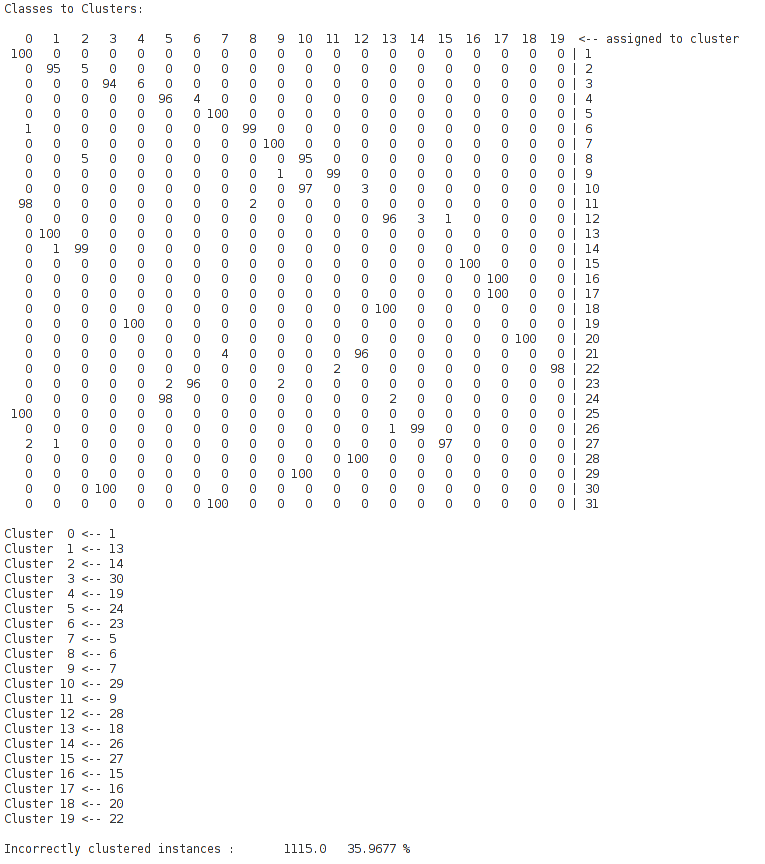 Classes to Clusters:
0 1 2 3 4 5 6 7 8 9 10 11 12 13 14 15 16 17 18 19 <-- assigned to cluster
100 0 0 0 0 0 0 0 0 0 0 0 0 0 0 0 0 0 0 0 | 1
0 95 5 0 0 0 0 0 0 0 0 0 0 0 0 0 0 0 0 0 | 2
0 0 0 94 6 0 0 0 0 0 0 0 0 0 0 0 0 0 0 0 | 3
0 0 0 0 0 96 4 0 0 0 0 0 0 0 0 0 0 0 0 0 | 4
0 0 0 0 0 0 0 100 0 0 0 0 0 0 0 0 0 0 0 0 | 5
1 0 0 0 0 0 0 0 99 0 0 0 0 0 0 0 0 0 0 0 | 6
0 0 0 0 0 0 0 0 0 100 0 0 0 0 0 0 0 0 0 0 | 7
0 0 5 0 0 0 0 0 0 0 95 0 0 0 0 0 0 0 0 0 | 8
0 0 0 0 0 0 0 0 0 1 0 99 0 0 0 0 0 0 0 0 | 9
0 0 0 0 0 0 0 0 0 0 97 0 3 0 0 0 0 0 0 0 | 10
98 0 0 0 0 0 0 0 2 0 0 0 0 0 0 0 0 0 0 0 | 11
0 0 0 0 0 0 0 0 0 0 0 0 0 96 3 1 0 0 0 0 | 12
0 100 0 0 0 0 0 0 0 0 0 0 0 0 0 0 0 0 0 0 | 13
0 1 99 0 0 0 0 0 0 0 0 0 0 0 0 0 0 0 0 0 | 14
0 0 0 0 0 0 0 0 0 0 0 0 0 0 0 0 100 0 0 0 | 15
0 0 0 0 0 0 0 0 0 0 0 0 0 0 0 0 0 100 0 0 | 16
0 0 0 0 0 0 0 0 0 0 0 0 0 0 0 0 0 100 0 0 | 17
0 0 0 0 0 0 0 0 0 0 0 0 0 100 0 0 0 0 0 0 | 18
0 0 0 0 100 0 0 0 0 0 0 0 0 0 0 0 0 0 0 0 | 19
0 0 0 0 0 0 0 0 0 0 0 0 0 0 0 0 0 0 100 0 | 20
0 0 0 0 0 0 0 4 0 0 0 0 96 0 0 0 0 0 0 0 | 21
0 0 0 0 0 0 0 0 0 0 0 2 0 0 0 0 0 0 0 98 | 22
0 0 0 0 0 2 96 0 0 2 0 0 0 0 0 0 0 0 0 0 | 23
0 0 0 0 0 98 0 0 0 0 0 0 0 2 0 0 0 0 0 0 | 24
100 0 0 0 0 0 0 0 0 0 0 0 0 0 0 0 0 0 0 0 | 25
0 0 0 0 0 0 0 0 0 0 0 0 0 1 99 0 0 0 0 0 | 26
2 1 0 0 0 0 0 0 0 0 0 0 0 0 0 97 0 0 0 0 | 27
0 0 0 0 0 0 0 0 0 0 0 0 100 0 0 0 0 0 0 0 | 28
0 0 0 0 0 0 0 0 0 0 100 0 0 0 0 0 0 0 0 0 | 29
0 0 0 100 0 0 0 0 0 0 0 0 0 0 0 0 0 0 0 0 | 30
0 0 0 0 0 0 0 100 0 0 0 0 0 0 0 0 0 0 0 0 | 31
Cluster 0 <-- 1
Cluster 1 <-- 13
Cluster 2 <-- 14
Cluster 3 <-- 30
Cluster 4 <-- 19
Cluster 5 <-- 24
Cluster 6 <-- 23
Cluster 7 <-- 5
Cluster 8 <-- 6
Cluster 9 <-- 7
Cluster 10 <-- 29
Cluster 11 <-- 9
Cluster 12 <-- 28
Cluster 13 <-- 18
Cluster 14 <-- 26
Cluster 15 <-- 27
Cluster 16 <-- 15
Cluster 17 <-- 16
Cluster 18 <-- 20
Cluster 19 <-- 22
Incorrectly clustered instances : 1115.0 35.9677 %